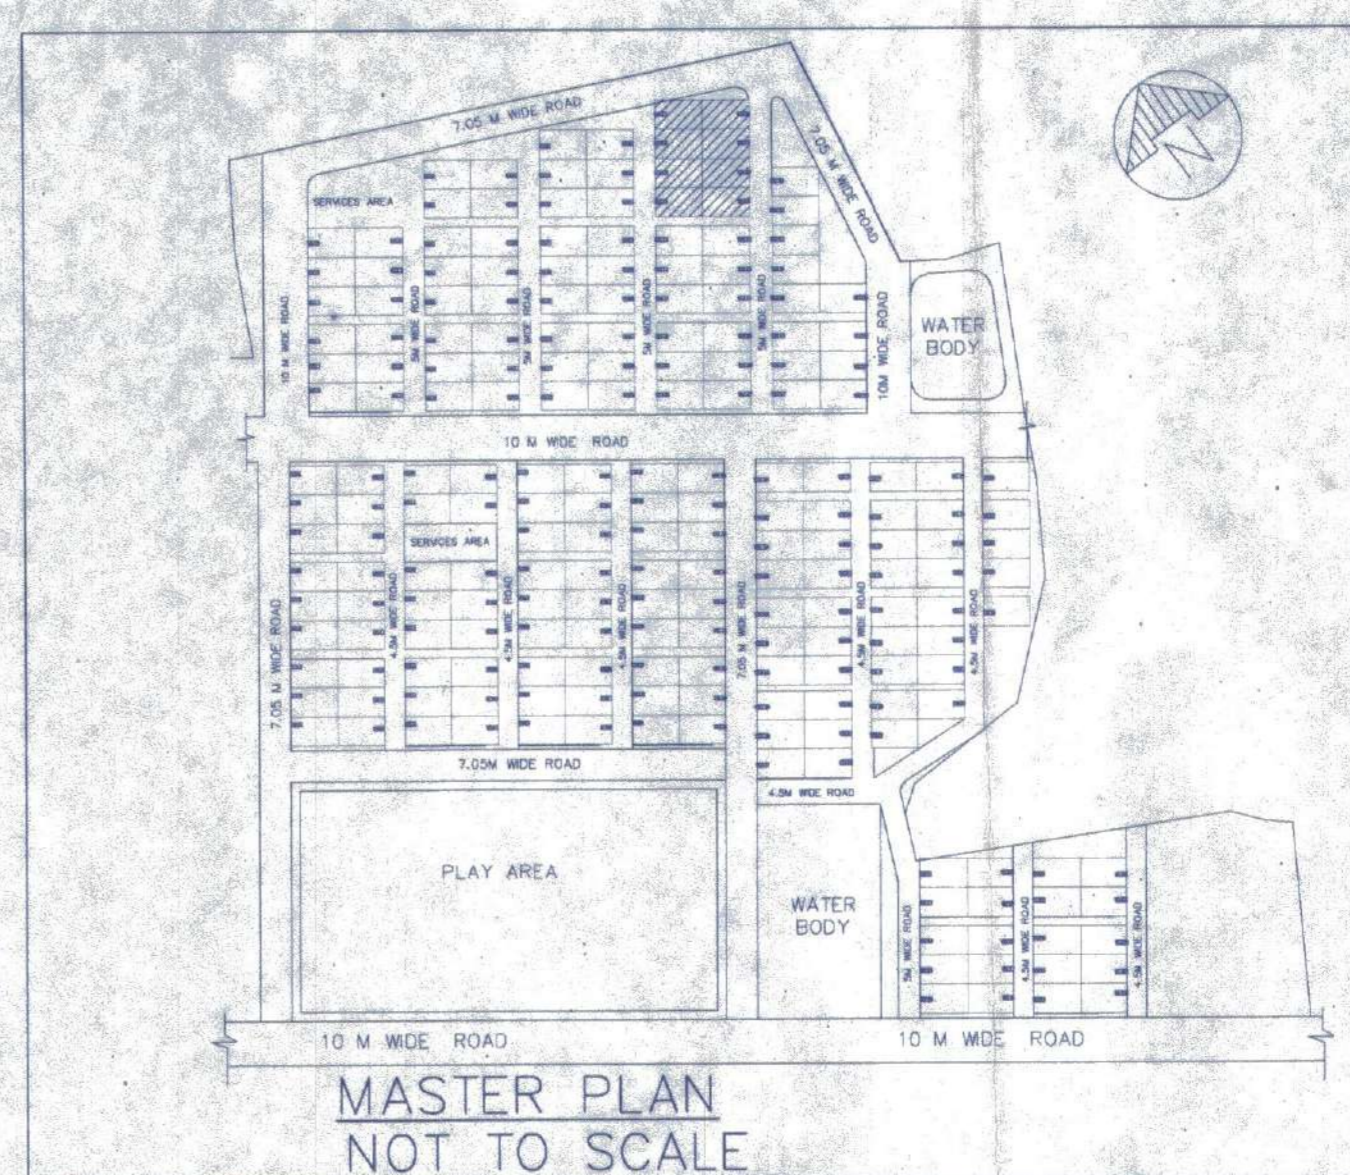 7.05 M WIDE ROAD
7.05 M WIDE ROAD
SERVICES AREA
N
10 M WIDE ROAD
5M WIDE ROAD
5M WIDE ROAD
5M WIDE ROAD
5M WIDE ROAD
10M WIDE ROAD
WATER
BODY
10 M WIDE ROAD
SERVICES AREA
7.05 M WIDE ROAD
4.5M WIDE ROAD
4.5M WIDE ROAD
4.5M WIDE ROAD
7.05 M WIDE ROAD
4.5M WIDE ROAD
4.5M WIDE ROAD
7.05M WIDE ROAD
4.5M WIDE ROAD
PLAY AREA
WATER
BODY
5M WIDE ROAD
4.5M WIDE ROAD
4.5M WIDE ROAD
10 M WIDE ROAD
10 M WIDE ROAD
MASTER PLAN
NOT TO SCALE